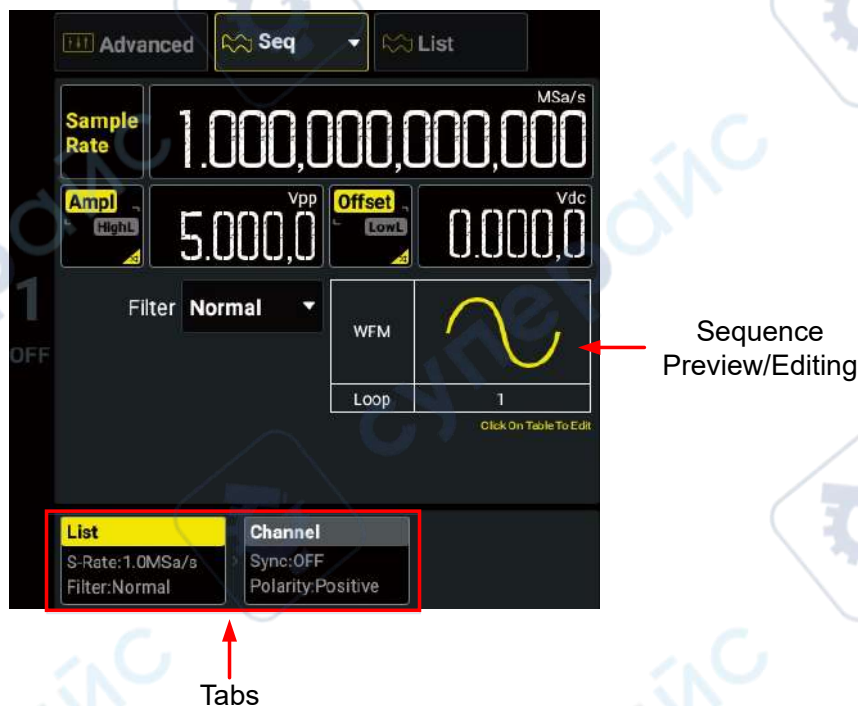 Advanced
Seq
List
Sample Rate
MSa/s
1.000,000,000,000
Ampl
HighL
Vpp
5.000,0
Offset
LowL
Vdc
0.000,0
1
OFF
Filter Normal
WFM
Loop 1
Click On Table To Edit
Sequence
Preview/Editing
List
S-Rate:1.0MSa/s
Filter:Normal
Channel
Sync:OFF
Polarity:Positive
Tabs
суперайс